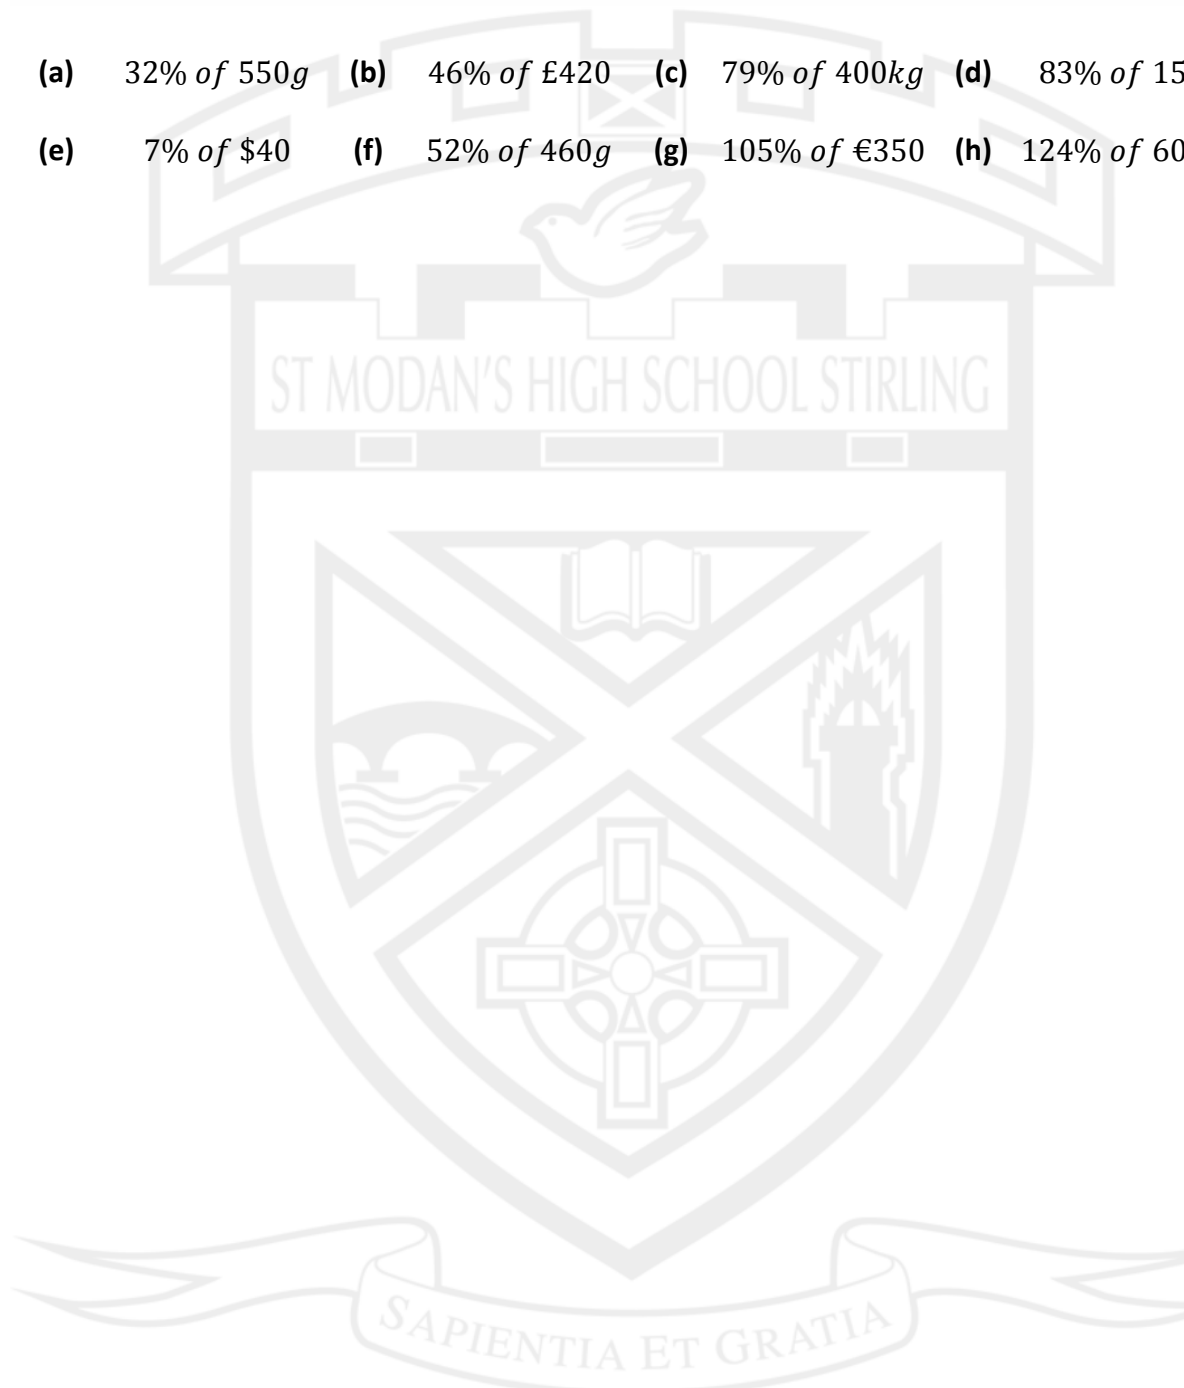 (a) 32% of 550g (b) 46% of £420 (c) 79% of 400kg (d) 83% of 15
(e) 7% of $40 (f) 52% of 460g (g) 105% of €350 (h) 124% of 60
ST MODAN'S HIGH SCHOOL STIRLING
SAPIENTIA ET GRATIA